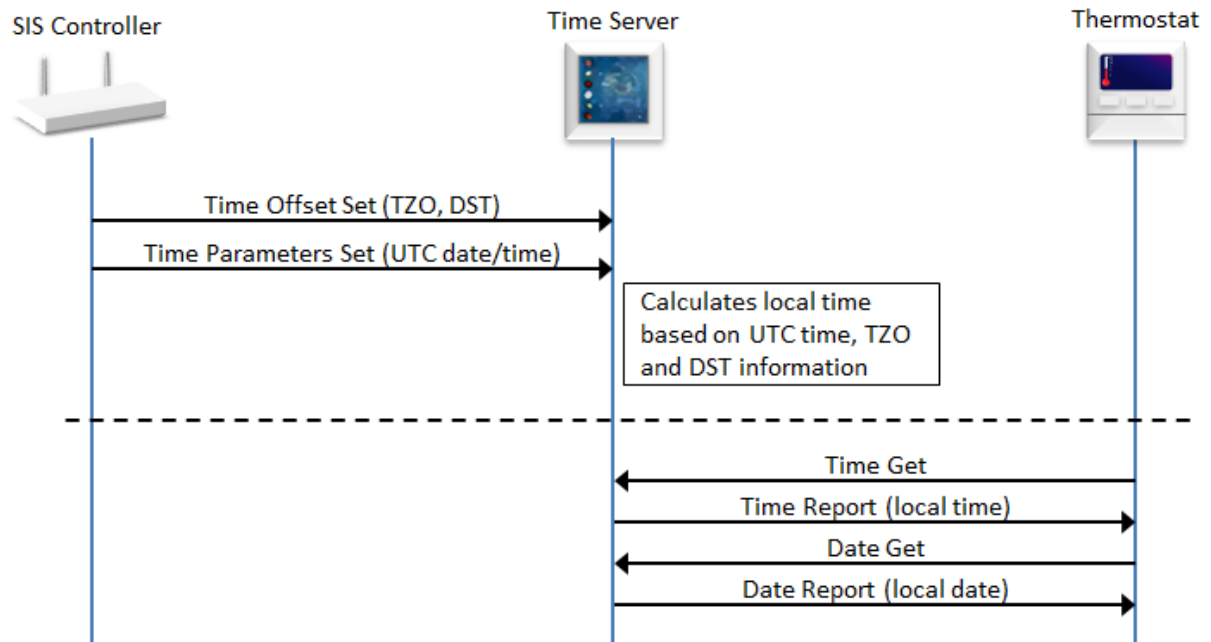 SIS Controller
Time Server
Thermostat
Time Offset Set (TZO, DST)
Time Parameters Set (UTC date/time)
Calculates local time
based on UTC time, TZO
and DST information
Time Get
Time Report (local time)
Date Get
Date Report (local date)